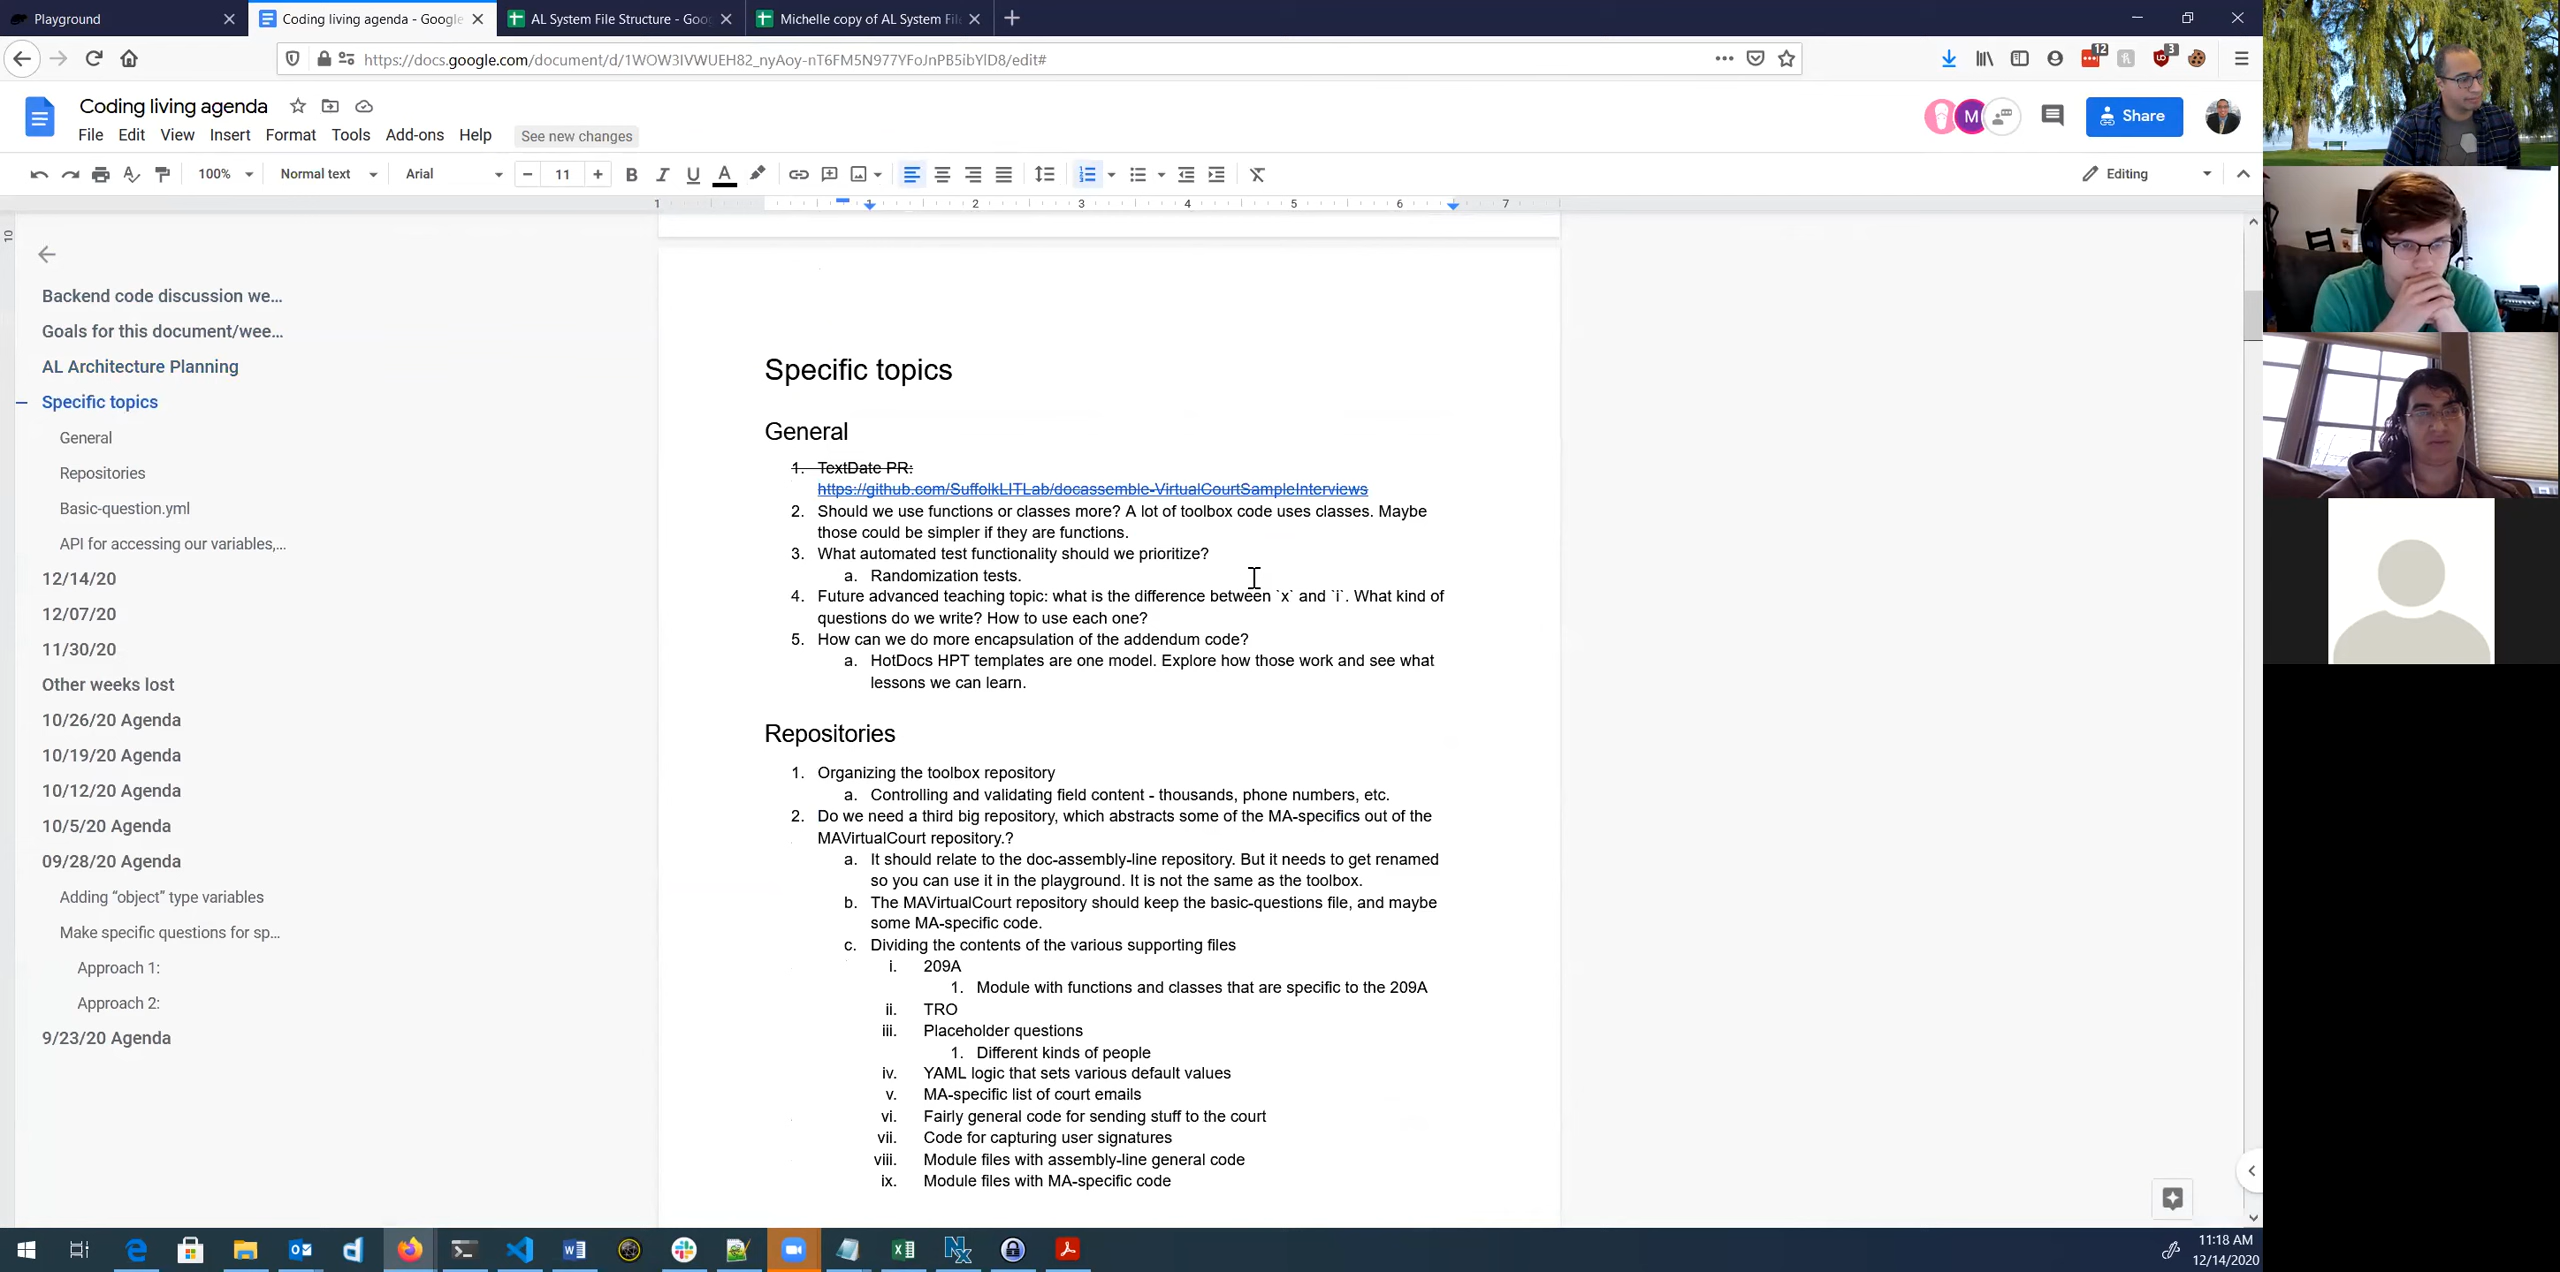 Playground
Coding living agenda - Google
AL System File Structure - Goo
Michelle copy of AL System Fil
https://docs.google.com/document/d/1WOW3IVWUEH82_nyAoy-nT6FM5N977YFoJnPB5ibYlD8/edit#
12
3
Coding living agenda
File Edit View Insert Format Tools Add-ons Help See new changes
M
Share
100% Normal text Arial 11 B I U A
Editing
1 1 2 3 4 5 6 7
10
Backend code discussion we...
Goals for this document/wee...
AL Architecture Planning
Specific topics
General
Repositories
Basic-question.yml
API for accessing our variables,...
12/14/20
12/07/20
11/30/20
Other weeks lost
10/26/20 Agenda
10/19/20 Agenda
10/12/20 Agenda
10/5/20 Agenda
09/28/20 Agenda
Adding “object” type variables
Make specific questions for sp...
Approach 1:
Approach 2:
9/23/20 Agenda
Specific topics
General
1. TextDate PR:
https://github.com/SuffolkLITLab/docassemble-VirtualCourtSampleInterviews
2. Should we use functions or classes more? A lot of toolbox code uses classes. Maybe
those could be simpler if they are functions.
3. What automated test functionality should we prioritize?
a. Randomization tests.
4. Future advanced teaching topic: what is the difference between `x` and `i`. What kind of
questions do we write? How to use each one?
5. How can we do more encapsulation of the addendum code?
a. HotDocs HPT templates are one model. Explore how those work and see what
lessons we can learn.
Repositories
1. Organizing the toolbox repository
a. Controlling and validating field content - thousands, phone numbers, etc.
2. Do we need a third big repository, which abstracts some of the MA-specifics out of the
MAVirtualCourt repository.?
a. It should relate to the doc-assembly-line repository. But it needs to get renamed
so you can use it in the playground. It is not the same as the toolbox.
b. The MAVirtualCourt repository should keep the basic-questions file, and maybe
some MA-specific code.
c. Dividing the contents of the various supporting files
i. 209A
1. Module with functions and classes that are specific to the 209A
ii. TRO
iii. Placeholder questions
1. Different kinds of people
iv. YAML logic that sets various default values
v. MA-specific list of court emails
vi. Fairly general code for sending stuff to the court
vii. Code for capturing user signatures
viii. Module files with assembly-line general code
ix. Module files with MA-specific code
11:18 AM
12/14/2020